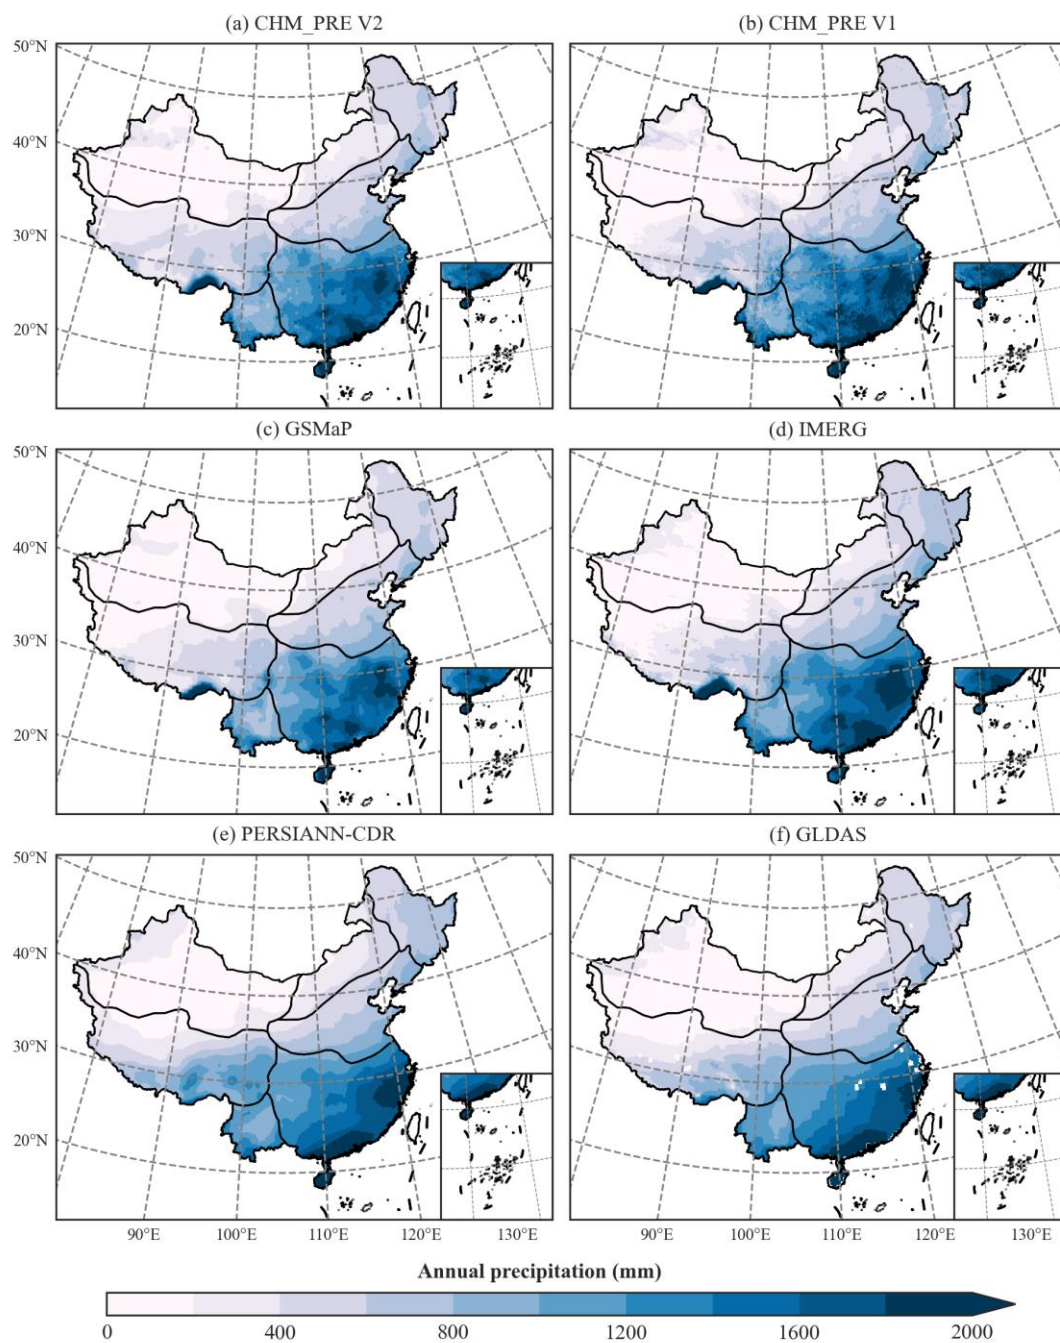 (a) CHM_PRE V2
(b) CHM_PRE V1
50°N
40°N
30°N
20°N
(c) GSMaP
(d) IMERG
50°N
40°N
30°N
20°N
(e) PERSIANN-CDR
(f) GLDAS
50°N
40°N
30°N
20°N
90°E 100°E 110°E 120°E 130°E
90°E 100°E 110°E 120°E 130°E
Annual precipitation (mm)
0 400 800 1200 1600 2000